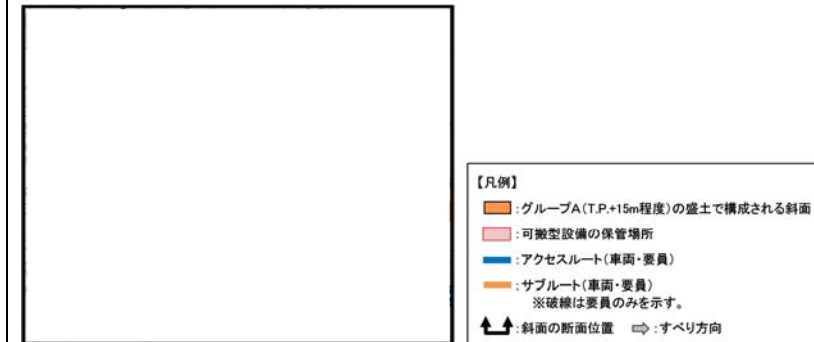 【凡例】
:グループA(T.P.+15m程度)の盛土で構成される斜面
:可搬型設備の保管場所
:アクセスルート(車両・要員)
:サブルート(車両・要員)
※破線は要員のみを示す。
:斜面の断面位置 :すべり方向